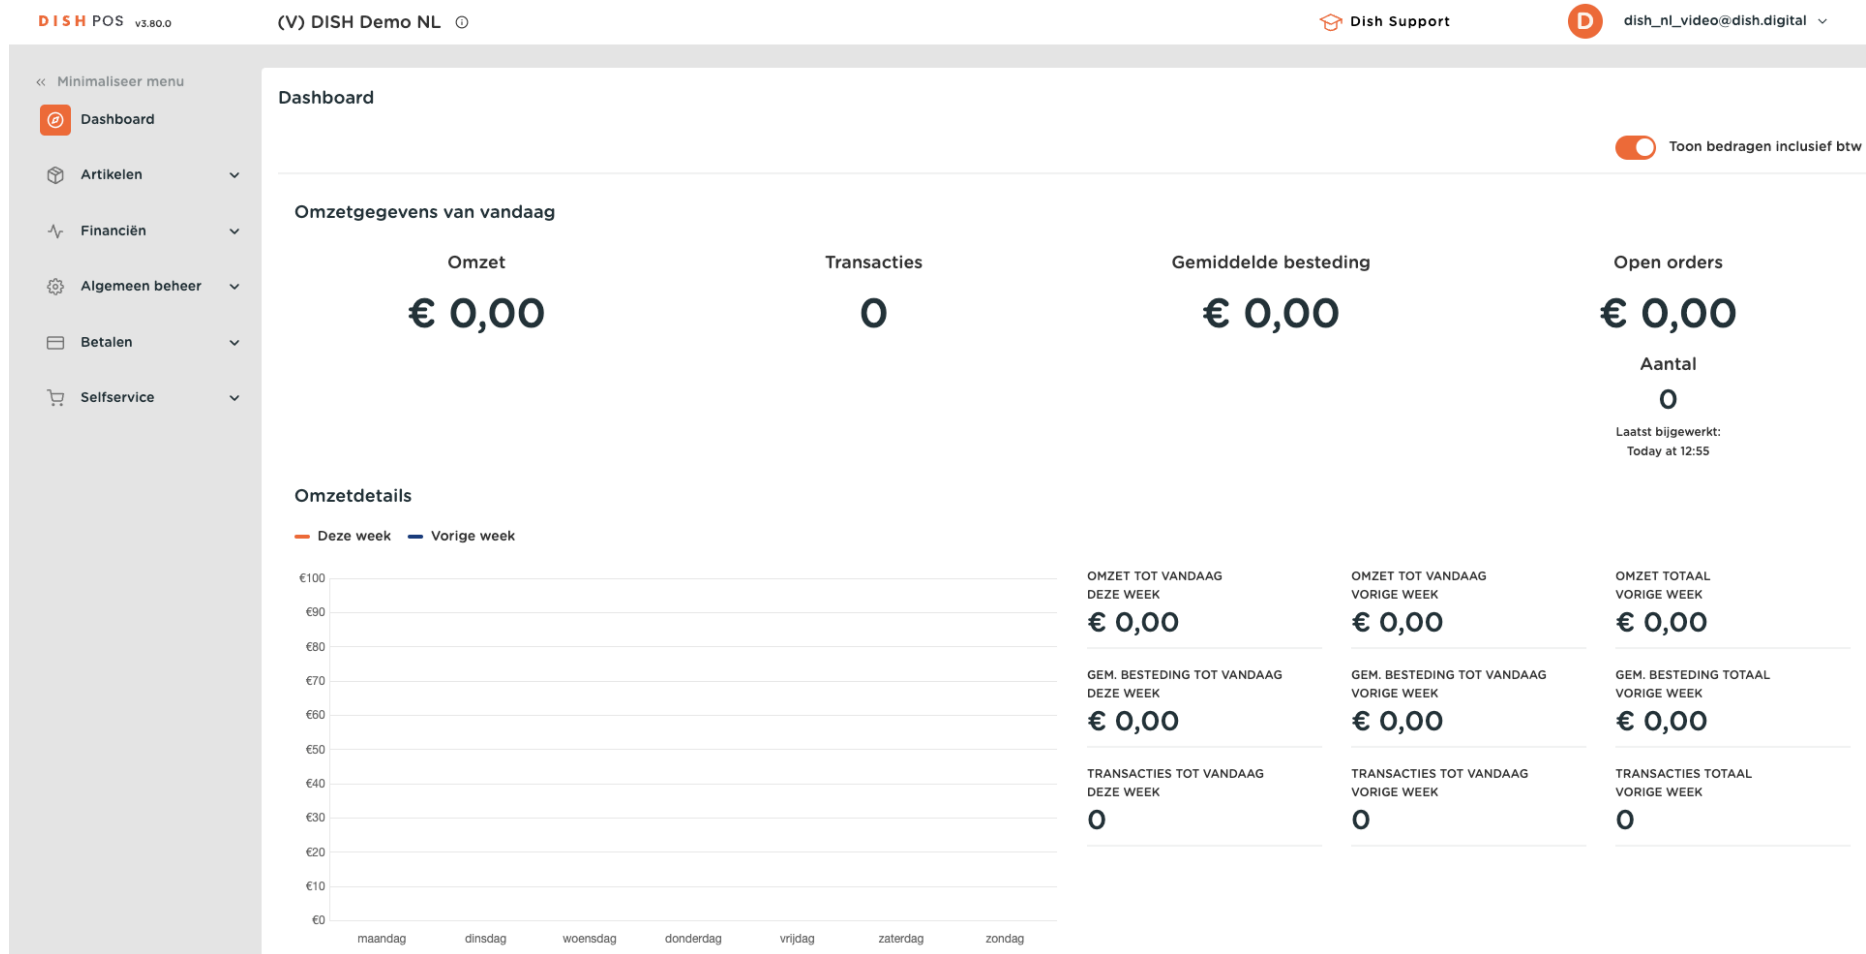 DISH POS v3.80.0
(V) DISH Demo NL
Dish Support
D
dish_nl_video@dish.digital
Minimaliseer menu
Dashboard
Artikelen
Financiën
Algemeen beheer
Betalen
Selfservice
Dashboard
Toon bedragen inclusief btw
Omzetgegevens van vandaag
Omzet
€ 0,00
Transacties
0
Gemiddelde besteding
€ 0,00
Open orders
€ 0,00
Aantal
0
Laatst bijgewerkt:
Today at 12:55
Omzetdetails
Deze week
Vorige week
€100
€90
€80
€70
€60
€50
€40
€30
€20
€10
€0
maandag
dinsdag
woensdag
donderdag
vrijdag
zaterdag
zondag
OMZET TOT VANDAAG
DEZE WEEK
€ 0,00
OMZET TOT VANDAAG
VORIGE WEEK
€ 0,00
OMZET TOTAAL
VORIGE WEEK
€ 0,00
GEM. BESTEDING TOT VANDAAG
DEZE WEEK
€ 0,00
GEM. BESTEDING TOT VANDAAG
VORIGE WEEK
€ 0,00
GEM. BESTEDING TOTAAL
VORIGE WEEK
€ 0,00
TRANSACTIES TOT VANDAAG
DEZE WEEK
0
TRANSACTIES TOT VANDAAG
VORIGE WEEK
0
TRANSACTIES TOTAAL
VORIGE WEEK
0